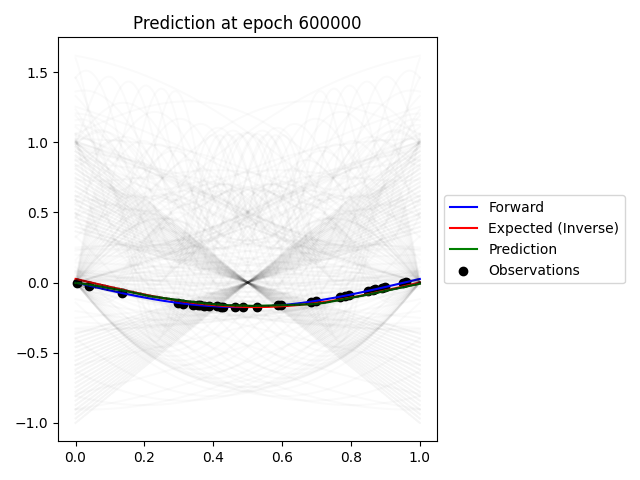 Prediction at epoch 600000
1.5
1.0
0.5
0.0
−0.5
−1.0
0.0 0.2 0.4 0.6 0.8 1.0
Forward
Expected (Inverse)
Prediction
Observations